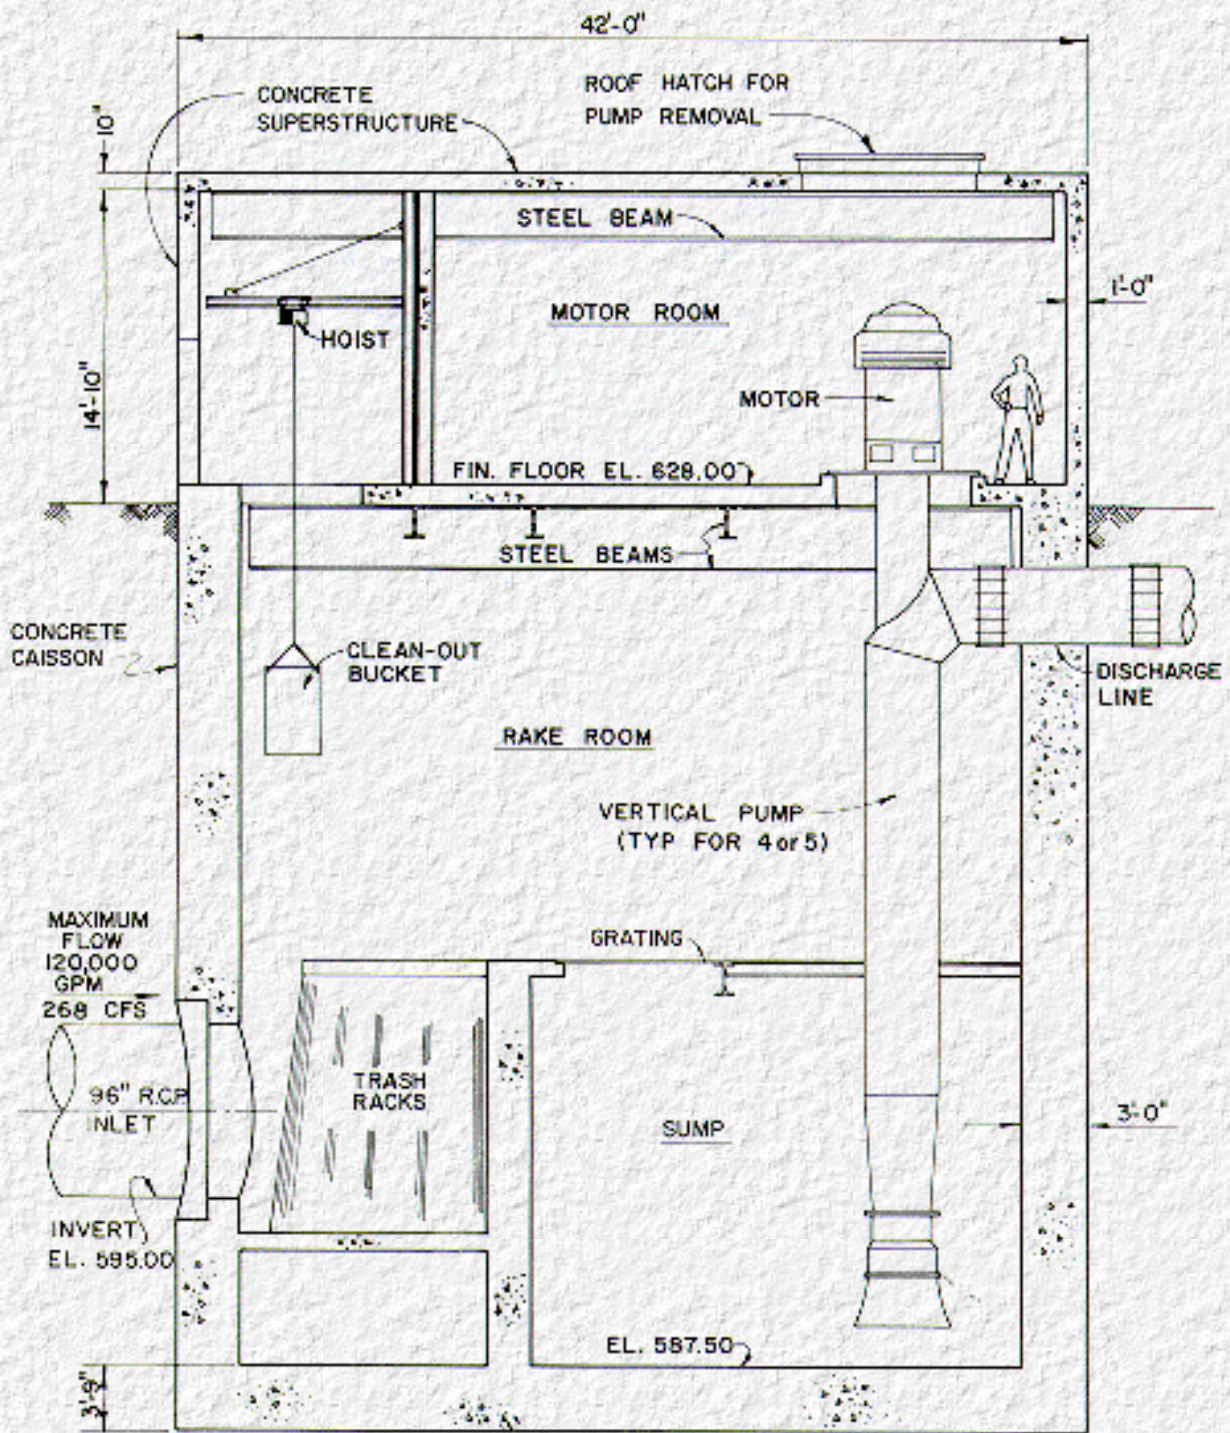 42'-0"
CONCRETE
SUPERSTRUCTURE
ROOF HATCH FOR
PUMP REMOVAL
10"
STEEL BEAM
1'-0"
MOTOR ROOM
HOIST
14'-10"
MOTOR
FIN. FLOOR EL. 628.00
STEEL BEAMS
CONCRETE
CAISSON
CLEAN-OUT
BUCKET
DISCHARGE
LINE
RAKE ROOM
VERTICAL PUMP
(TYP FOR 4 or 5)
MAXIMUM
FLOW
120,000
GPM
268 CFS
GRATING
96" R.C.P.
INLET
TRASH
RACKS
SUMP
3'-0"
INVERT
EL. 595.00
EL. 587.50
3'-9"